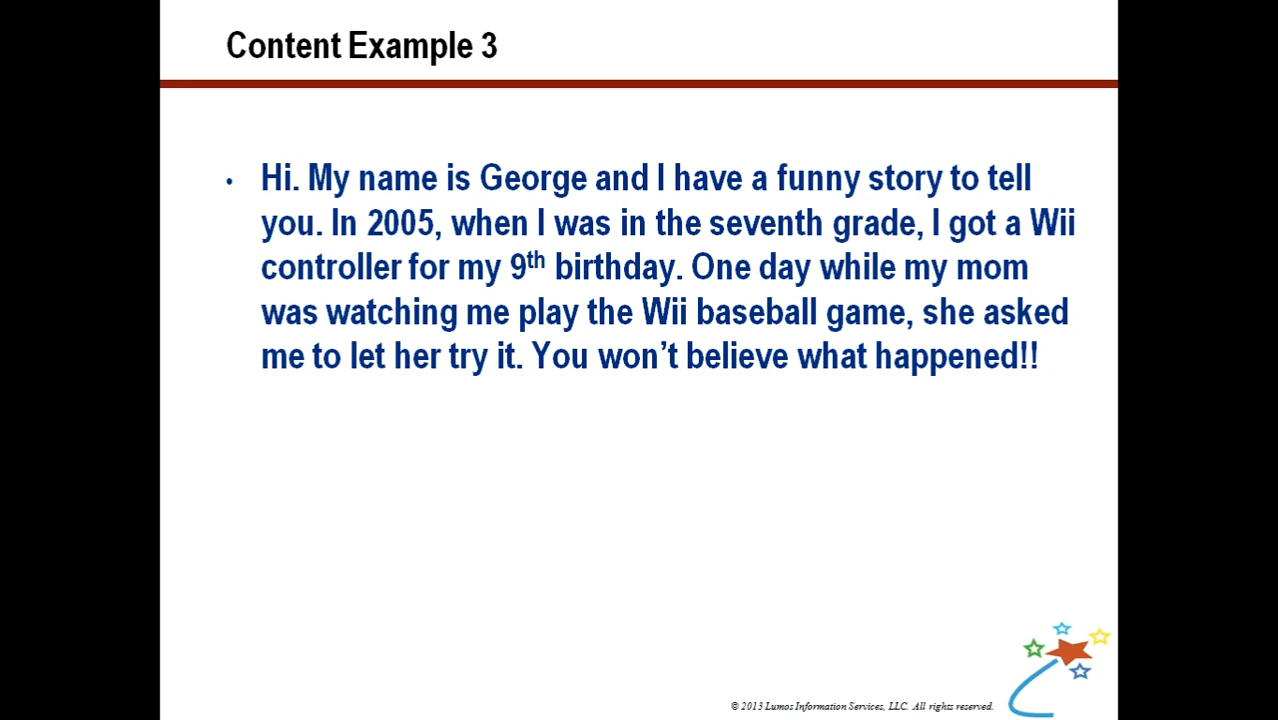 Content Example 3
• Hi. My name is George and I have a funny story to tell
you. In 2005, when I was in the seventh grade, I got a Wii
controller for my 9th birthday. One day while my mom
was watching me play the Wii baseball game, she asked
me to let her try it. You won’t believe what happened!!
© 2013 Lumos Information Services, LLC. All rights reserved.